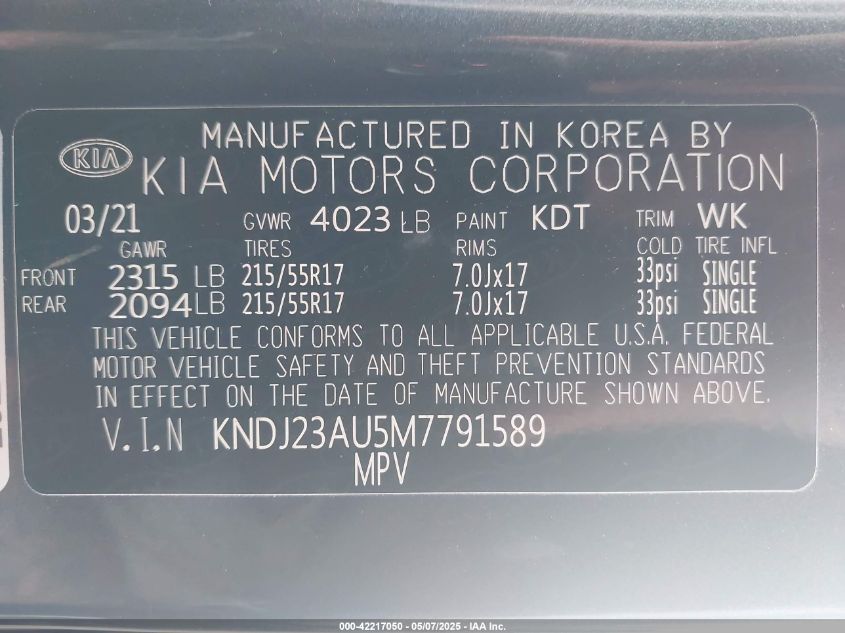 MANUFACTURED IN KOREA BY
KIA KIA MOTORS CORPORATION
03/21 GVWR 4023 LB PAINT KDT TRIM WK
GAWR TIRES RIMS COLD TIRE INFL
FRONT 2315 LB 215/55R17 7.0Jx17 33psi SINGLE
REAR 2094 LB 215/55R17 7.0Jx17 33psi SINGLE
THIS VEHICLE CONFORMS TO ALL APPLICABLE U.S.A. FEDERAL
MOTOR VEHICLE SAFETY AND THEFT PREVENTION STANDARDS
IN EFFECT ON THE DATE OF MANUFACTURE SHOWN ABOVE.
V.I.N KNDJ23AU5M7791589
MPV
000-42217050 - 05/07/2025 - IAA Inc.